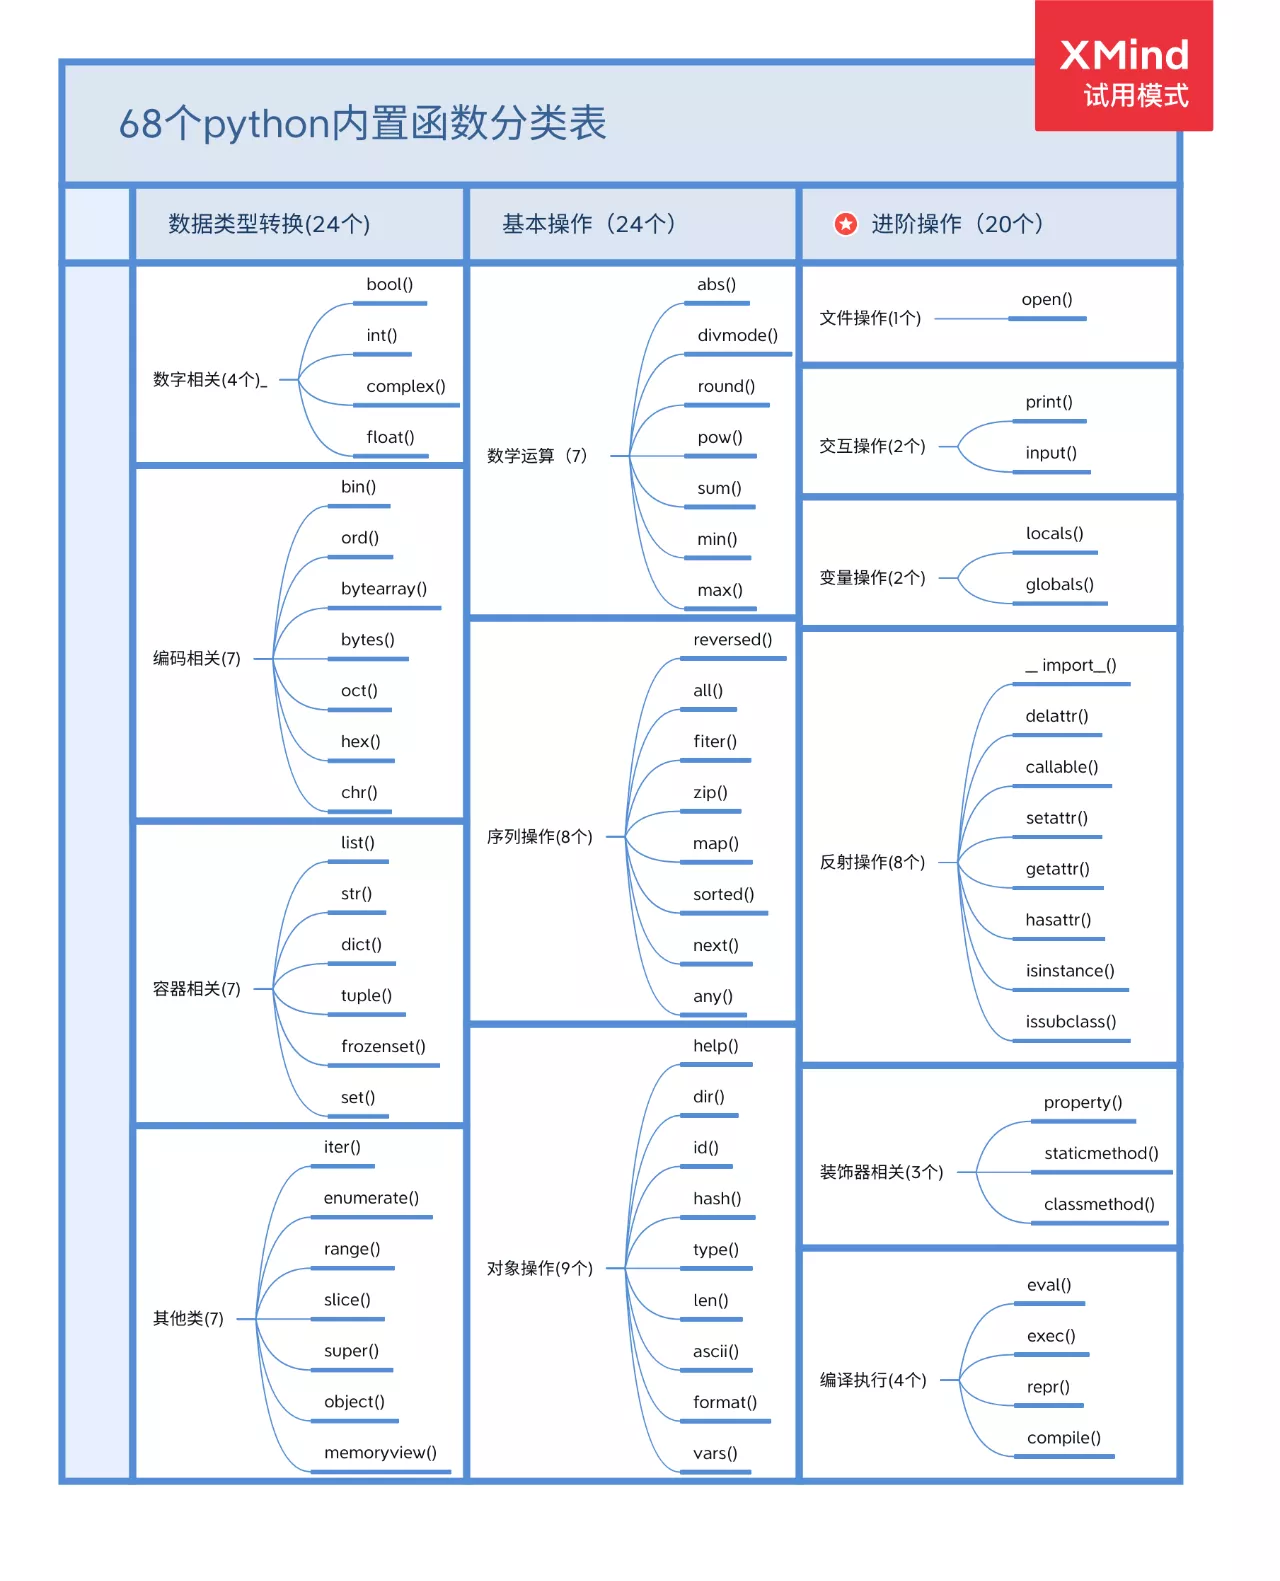 XMind
试用模式
68个python内置函数分类表
数据类型转换(24个)
基本操作（24个）
进阶操作（20个）
数字相关(4个)_
bool()
int()
complex()
float()
编码相关(7)
bin()
ord()
bytearray()
bytes()
oct()
hex()
chr()
容器相关(7)
list()
str()
dict()
tuple()
frozenset()
set()
其他类(7)
iter()
enumerate()
range()
slice()
super()
object()
memoryview()
数学运算（7）
abs()
divmode()
round()
pow()
sum()
min()
max()
序列操作(8个)
reversed()
all()
fiter()
zip()
map()
sorted()
next()
any()
对象操作(9个)
help()
dir()
id()
hash()
type()
len()
ascii()
format()
vars()
文件操作(1个)
open()
交互操作(2个)
print()
input()
变量操作(2个)
locals()
globals()
反射操作(8个)
__ import__()
delattr()
callable()
setattr()
getattr()
hasattr()
isinstance()
issubclass()
装饰器相关(3个)
property()
staticmethod()
classmethod()
编译执行(4个)
eval()
exec()
repr()
compile()